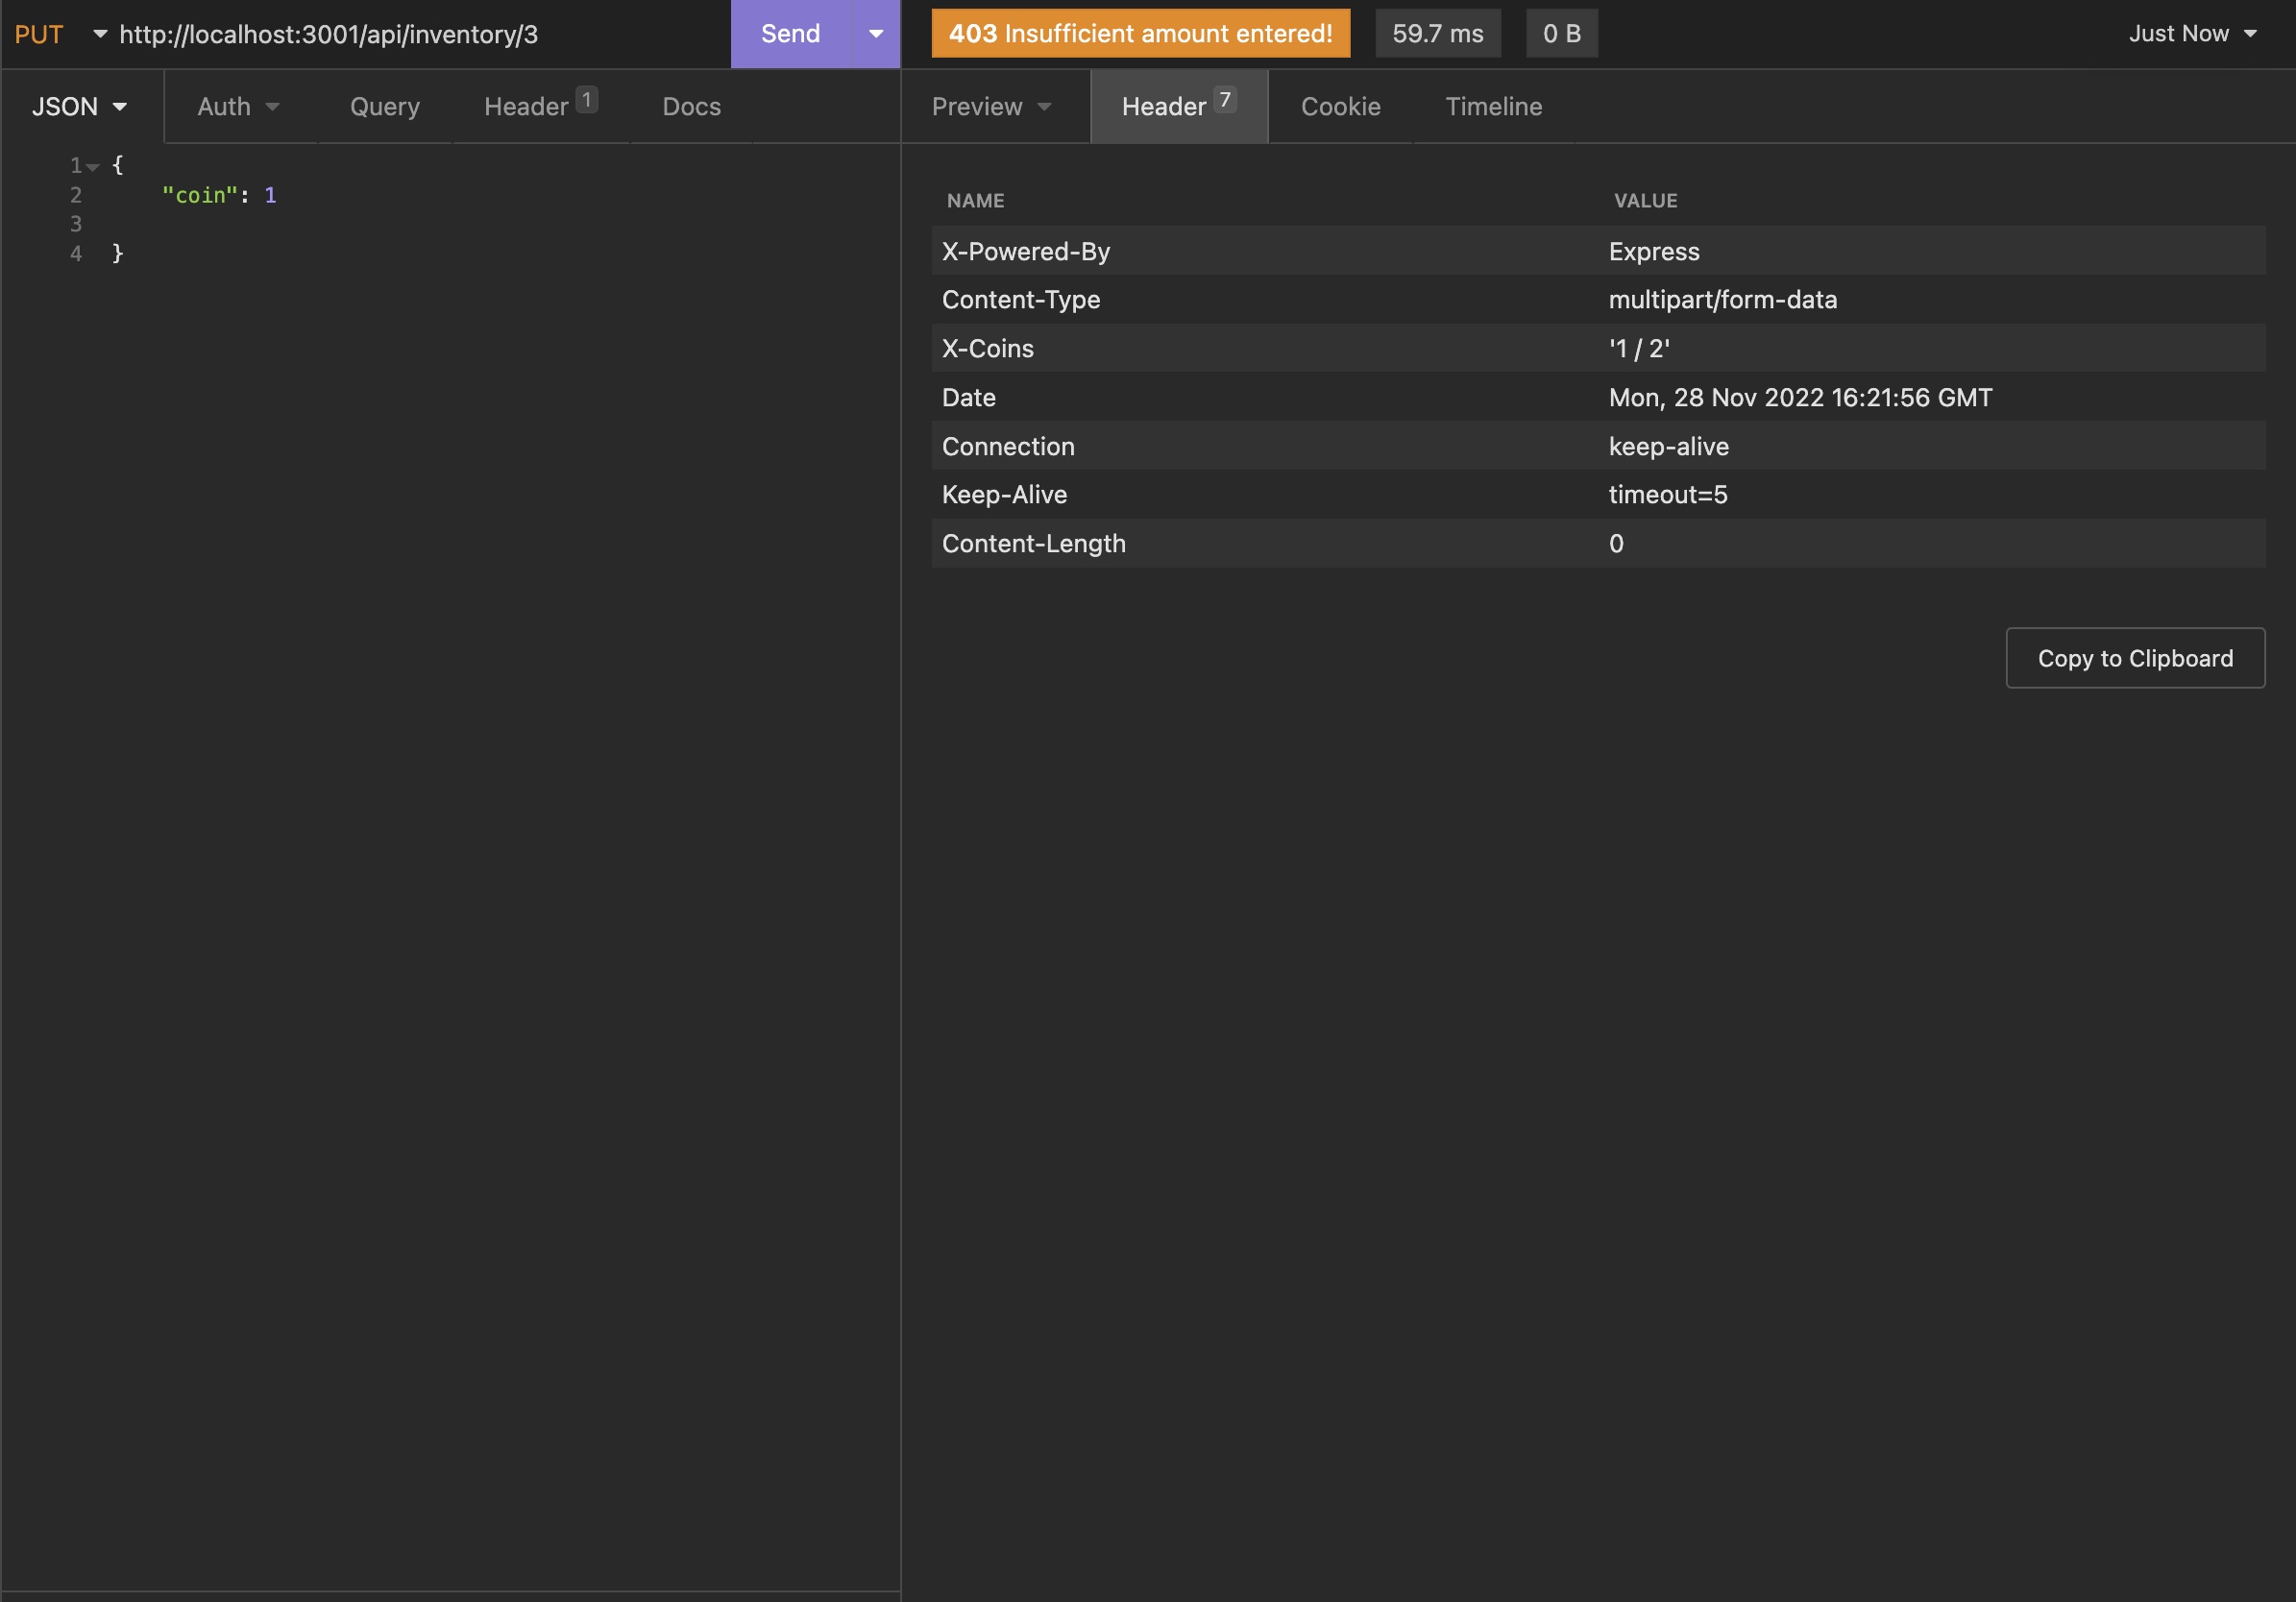 PUT http://localhost:3001/api/inventory/3 Send
JSON Auth Query Header 1 Docs
1 {
2 "coin": 1
3
4 }
403 Insufficient amount entered! 59.7 ms 0 B Just Now
Preview Header 7 Cookie Timeline
NAME VALUE
X-Powered-By Express
Content-Type multipart/form-data
X-Coins '1 / 2'
Date Mon, 28 Nov 2022 16:21:56 GMT
Connection keep-alive
Keep-Alive timeout=5
Content-Length 0
Copy to Clipboard